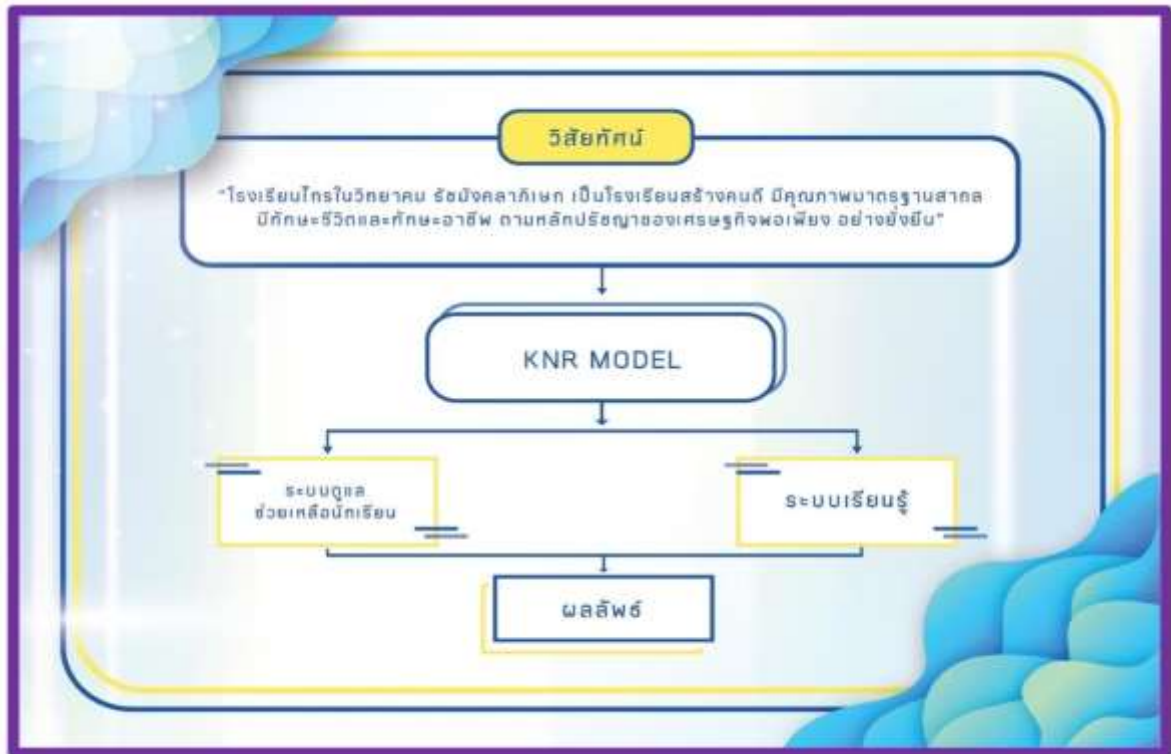 วิสัยทัศน์
"โรงเรียนไกรในวิทยาคม รัชมังคลาภิเษก เป็นโรงเรียนสร้างคนดี มีคุณภาพมาตรฐานสากล
มีทักษะชีวิตและทักษะอาชีพ ตามหลักปรัชญาของเศรษฐกิจพอเพียง อย่างยั่งยืน"
KNR MODEL
ระบบดูแล
ช่วยเหลือนักเรียน
ระบบเรียนรู้
ผลลัพธ์